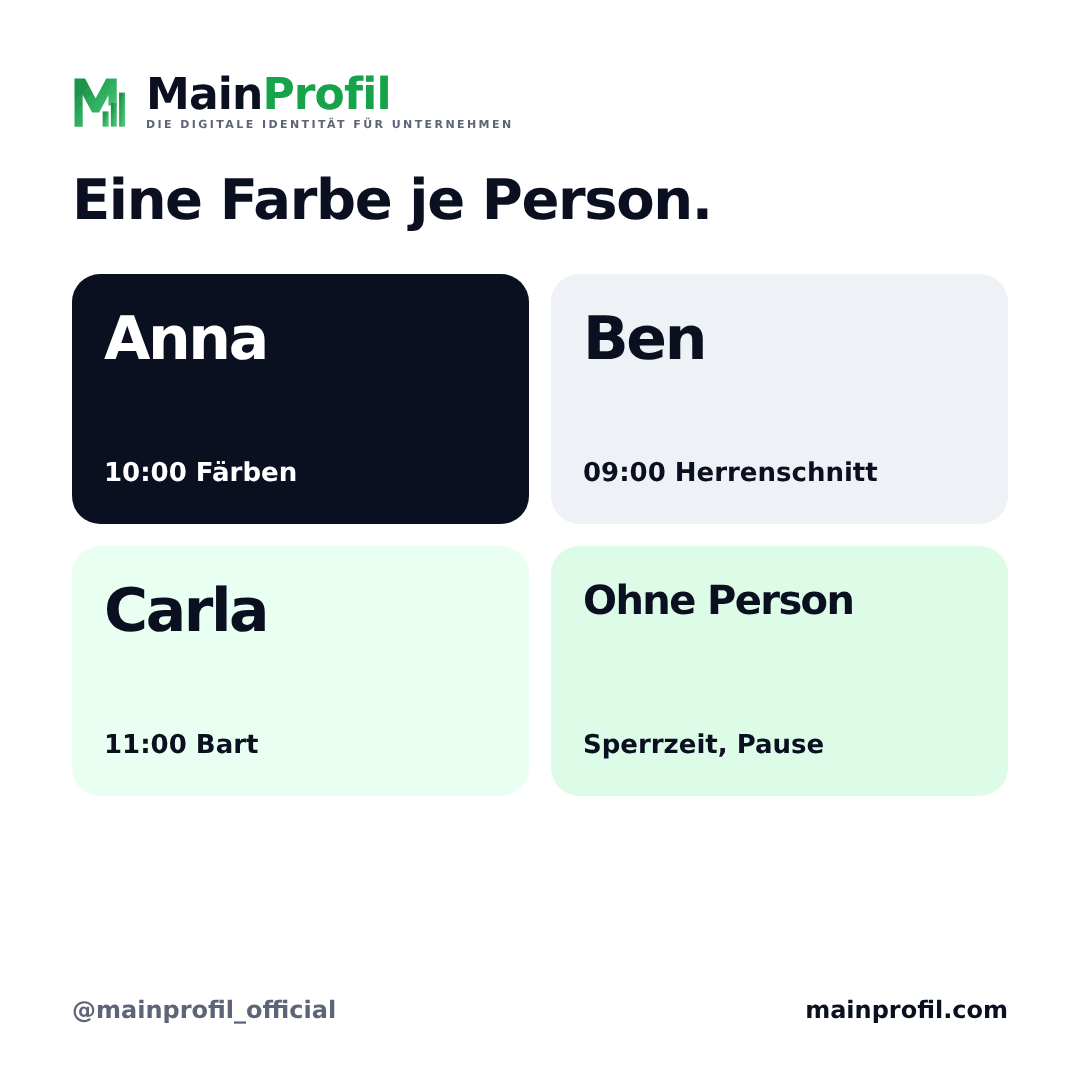 MainProfil
DIE DIGITALE IDENTITÄT FÜR UNTERNEHMEN
Eine Farbe je Person.
Anna
10:00 Färben
Ben
09:00 Herrenschnitt
Carla
11:00 Bart
Ohne Person
Sperrzeit, Pause
@mainprofil_official
mainprofil.com